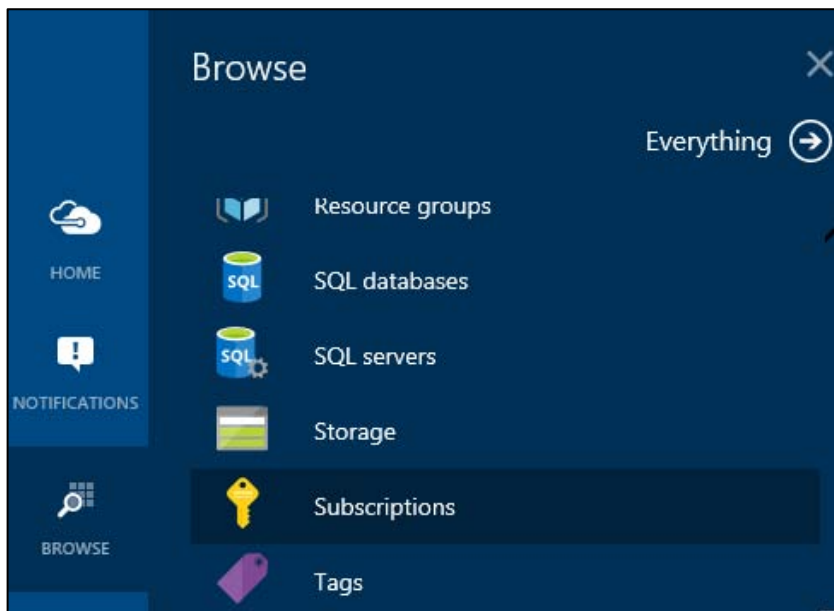 Browse
Everything
Resource groups
HOME
SQL
SQL databases
SQL
SQL servers
NOTIFICATIONS
Storage
Subscriptions
BROWSE
Tags